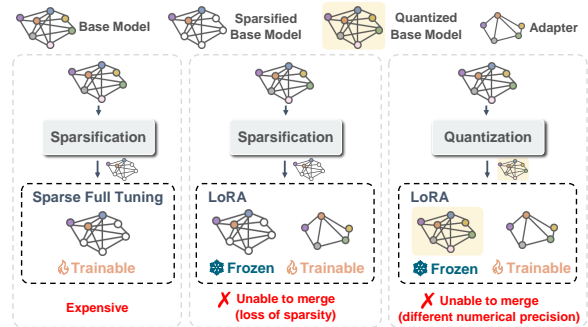 Base Model
Sparsified
Base Model
Quantized
Base Model
Adapter
Sparsification
Sparse Full Tuning
Trainable
Expensive
Sparsification
LoRA
Frozen
Trainable
✗ Unable to merge
(loss of sparsity)
Quantization
LoRA
Frozen
Trainable
✗ Unable to merge
(different numerical precision)